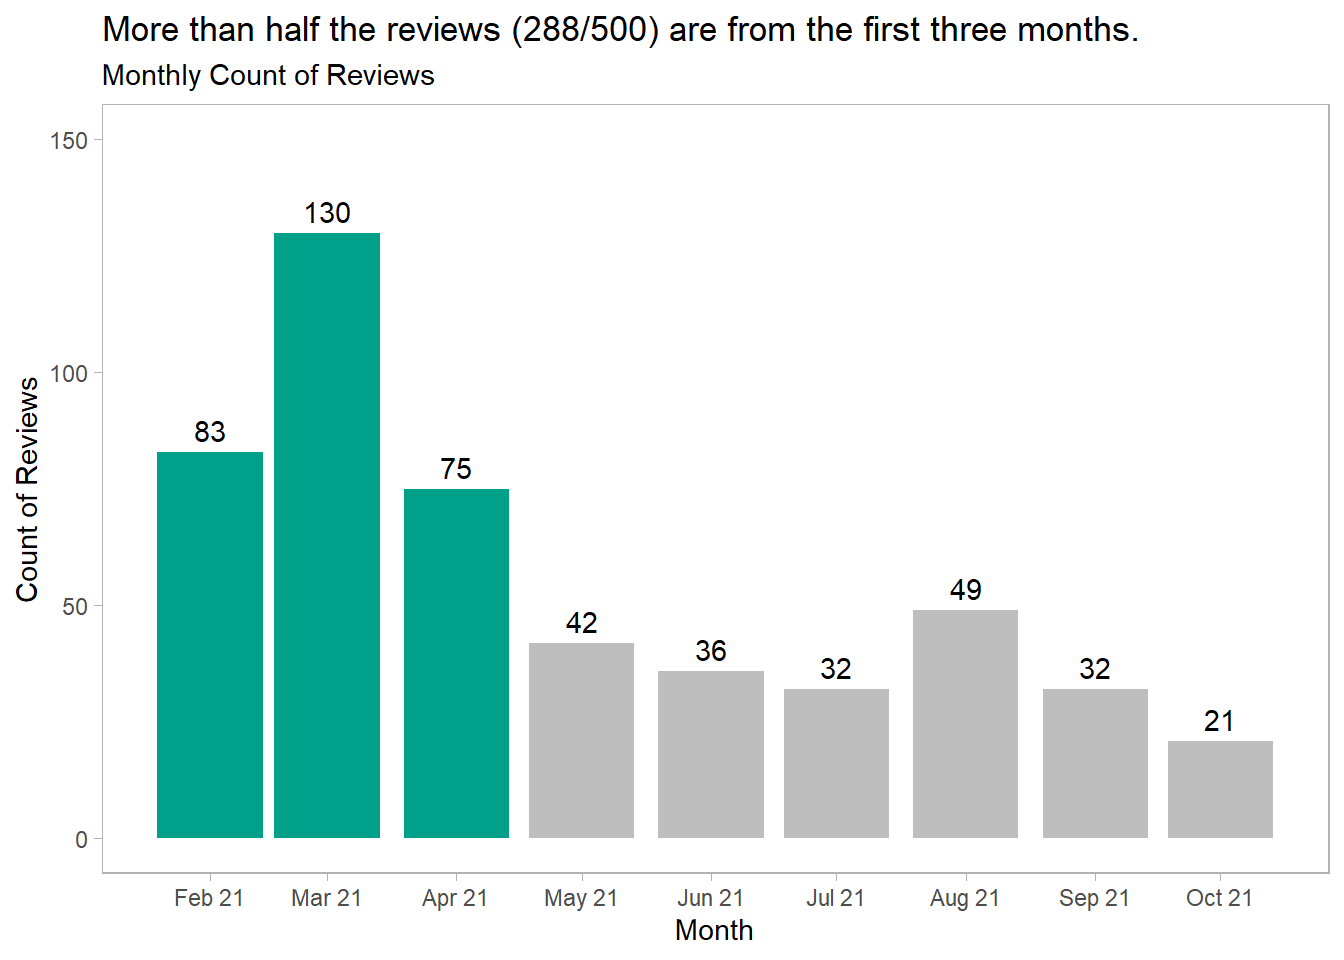 More than half the reviews (288/500) are from the first three months.
Monthly Count of Reviews
150
100
50
0
Count of Reviews
83
130
75
42
36
32
49
32
21
Feb 21
Mar 21
Apr 21
May 21
Jun 21
Jul 21
Aug 21
Sep 21
Oct 21
Month